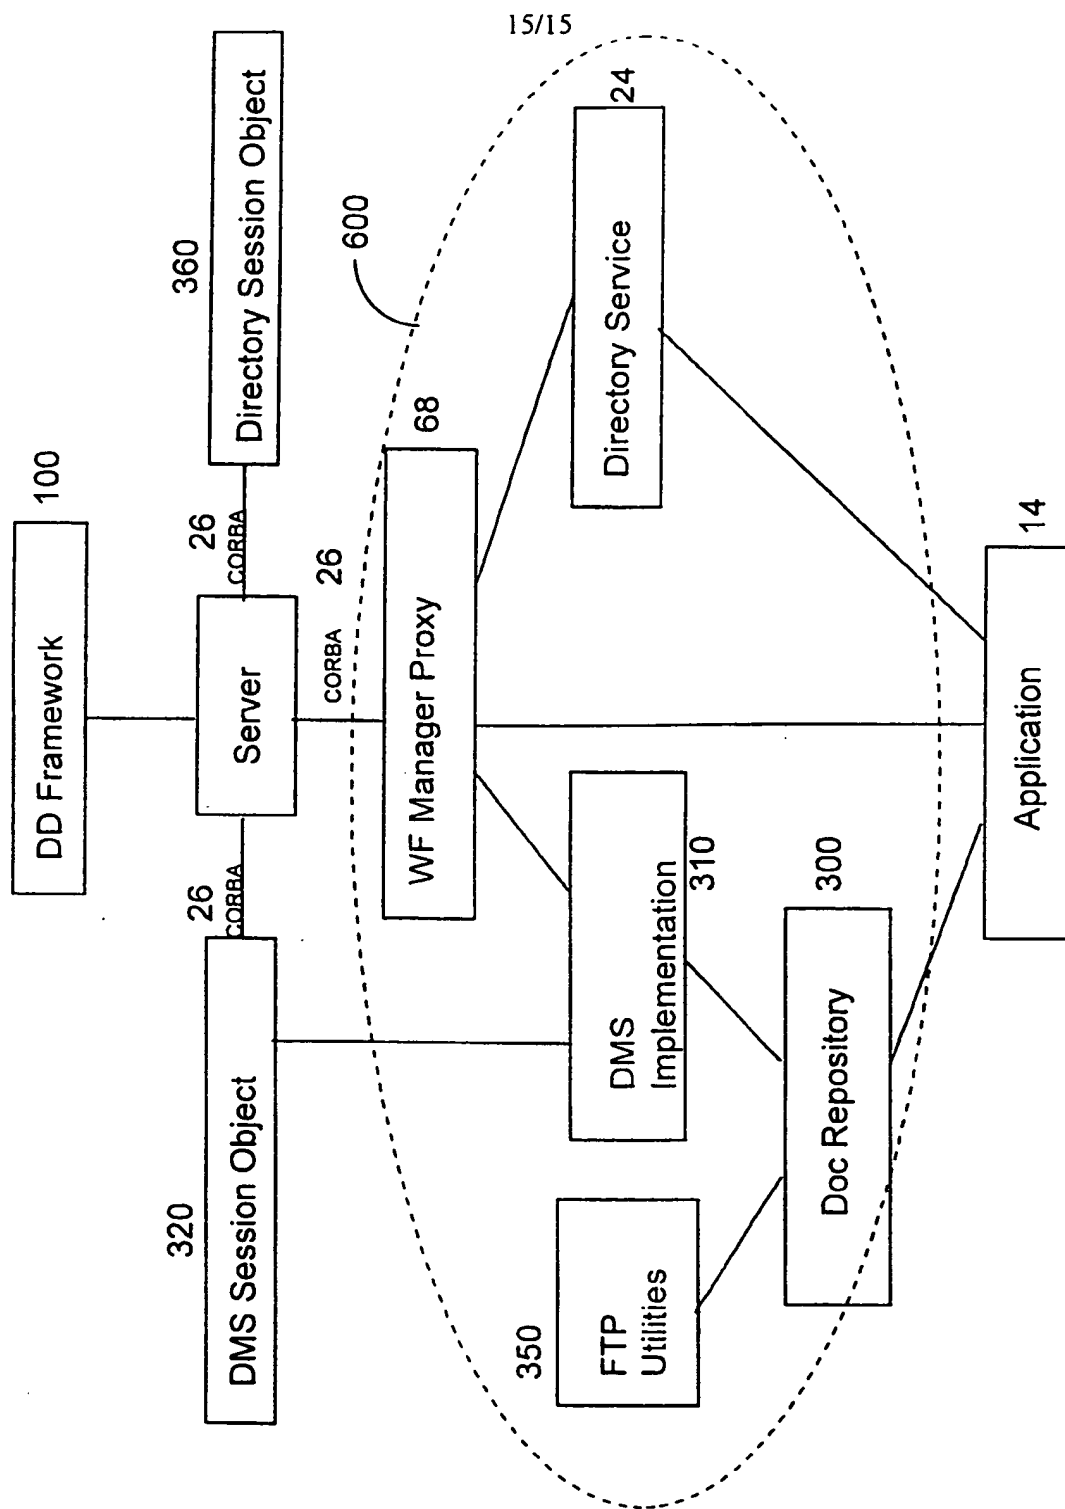 15/15
DD Framework
100
320
DMS Session Object
26
CORBA
Server
26
CORBA
360
Directory Session Object
CORBA
26
600
WF Manager Proxy
68
350
FTP
Utilities
DMS
Implementation
310
Directory Service
24
Doc Repository
300
Application
14